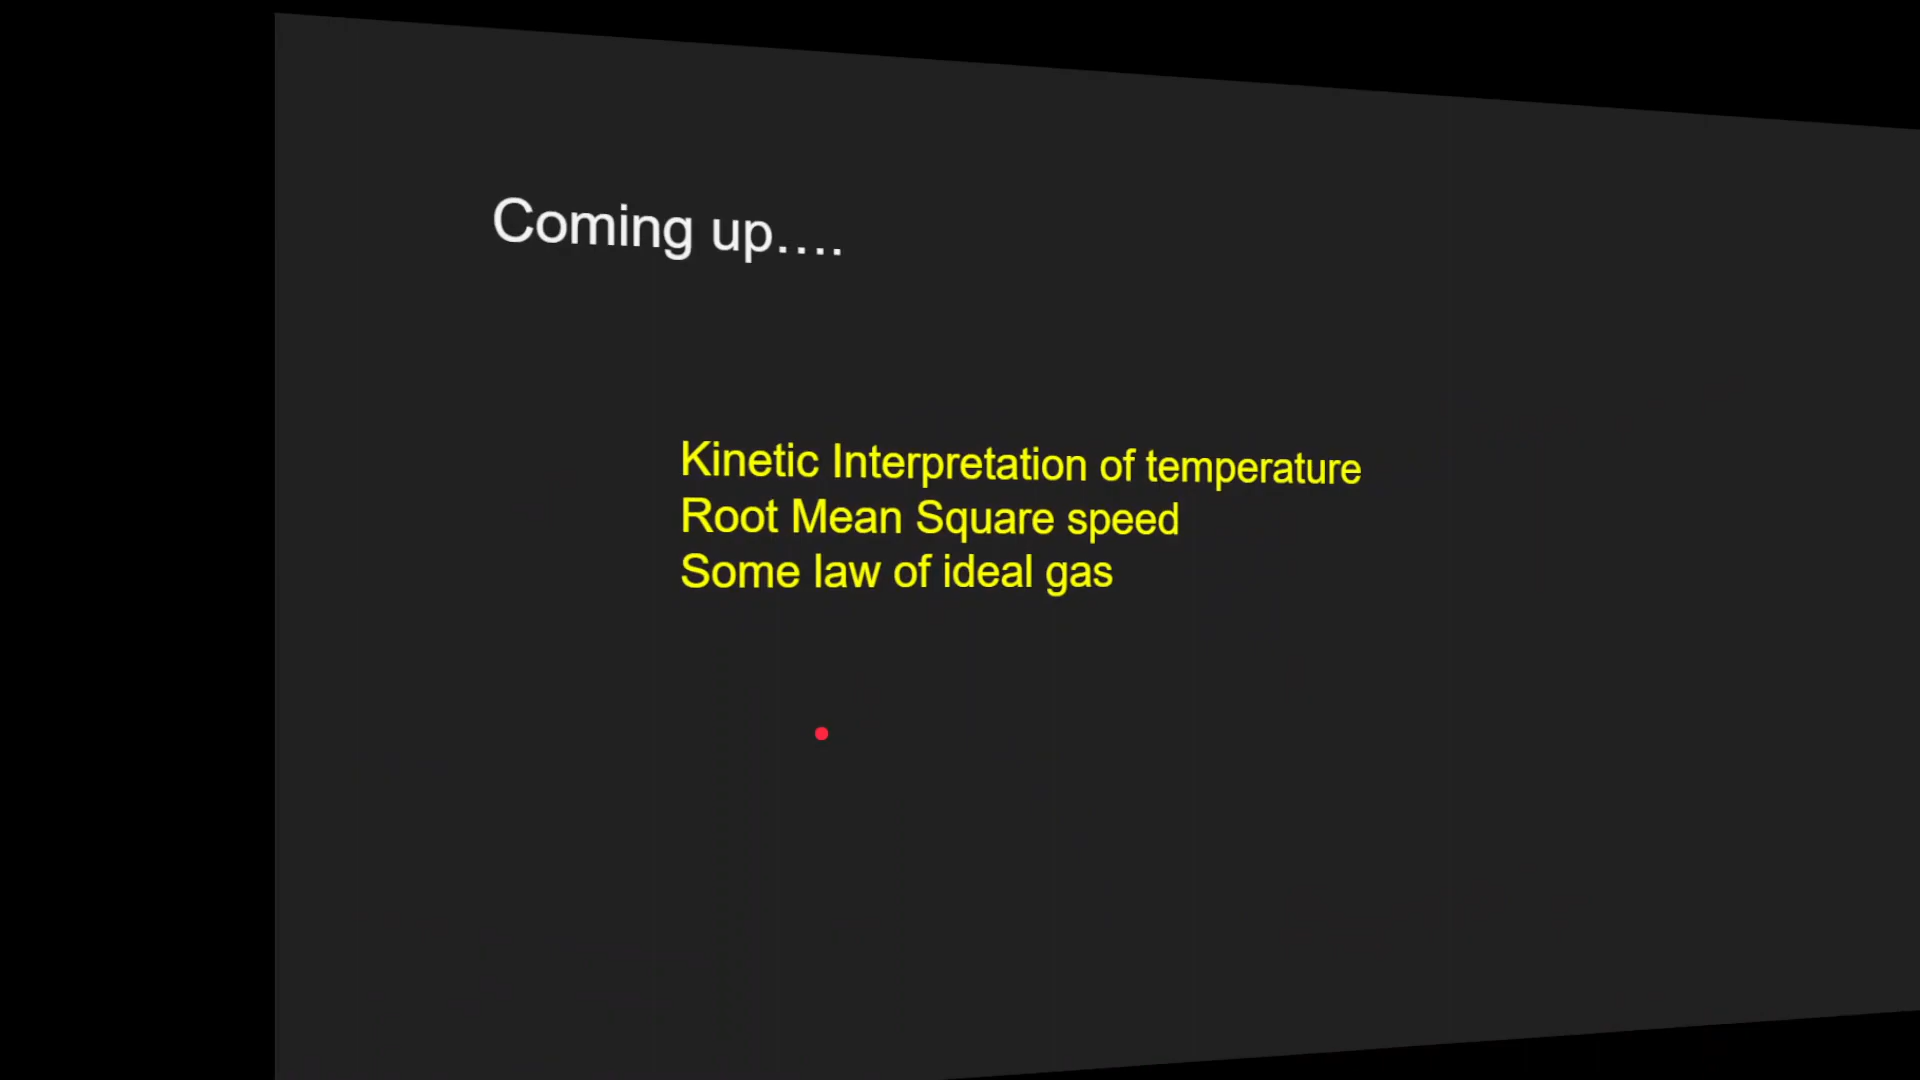 Coming up....
Kinetic Interpretation of temperature
Root Mean Square speed
Some law of ideal gas